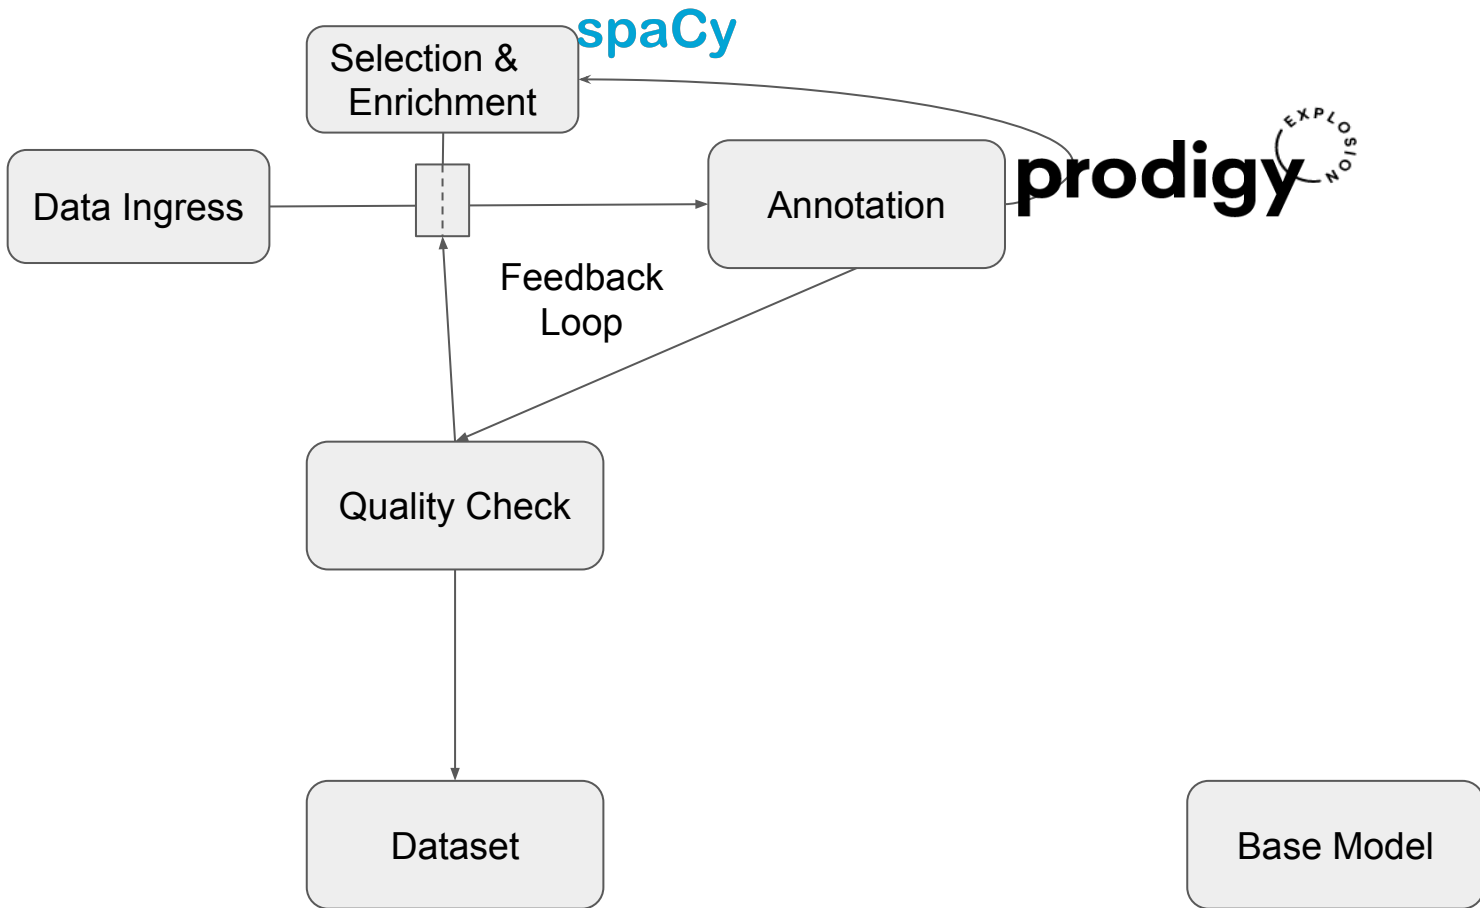 spaCy
Selection &
Enrichment
EXPLOSION
prodigy
Data Ingress
Annotation
Feedback
Loop
Quality Check
Dataset
Base Model